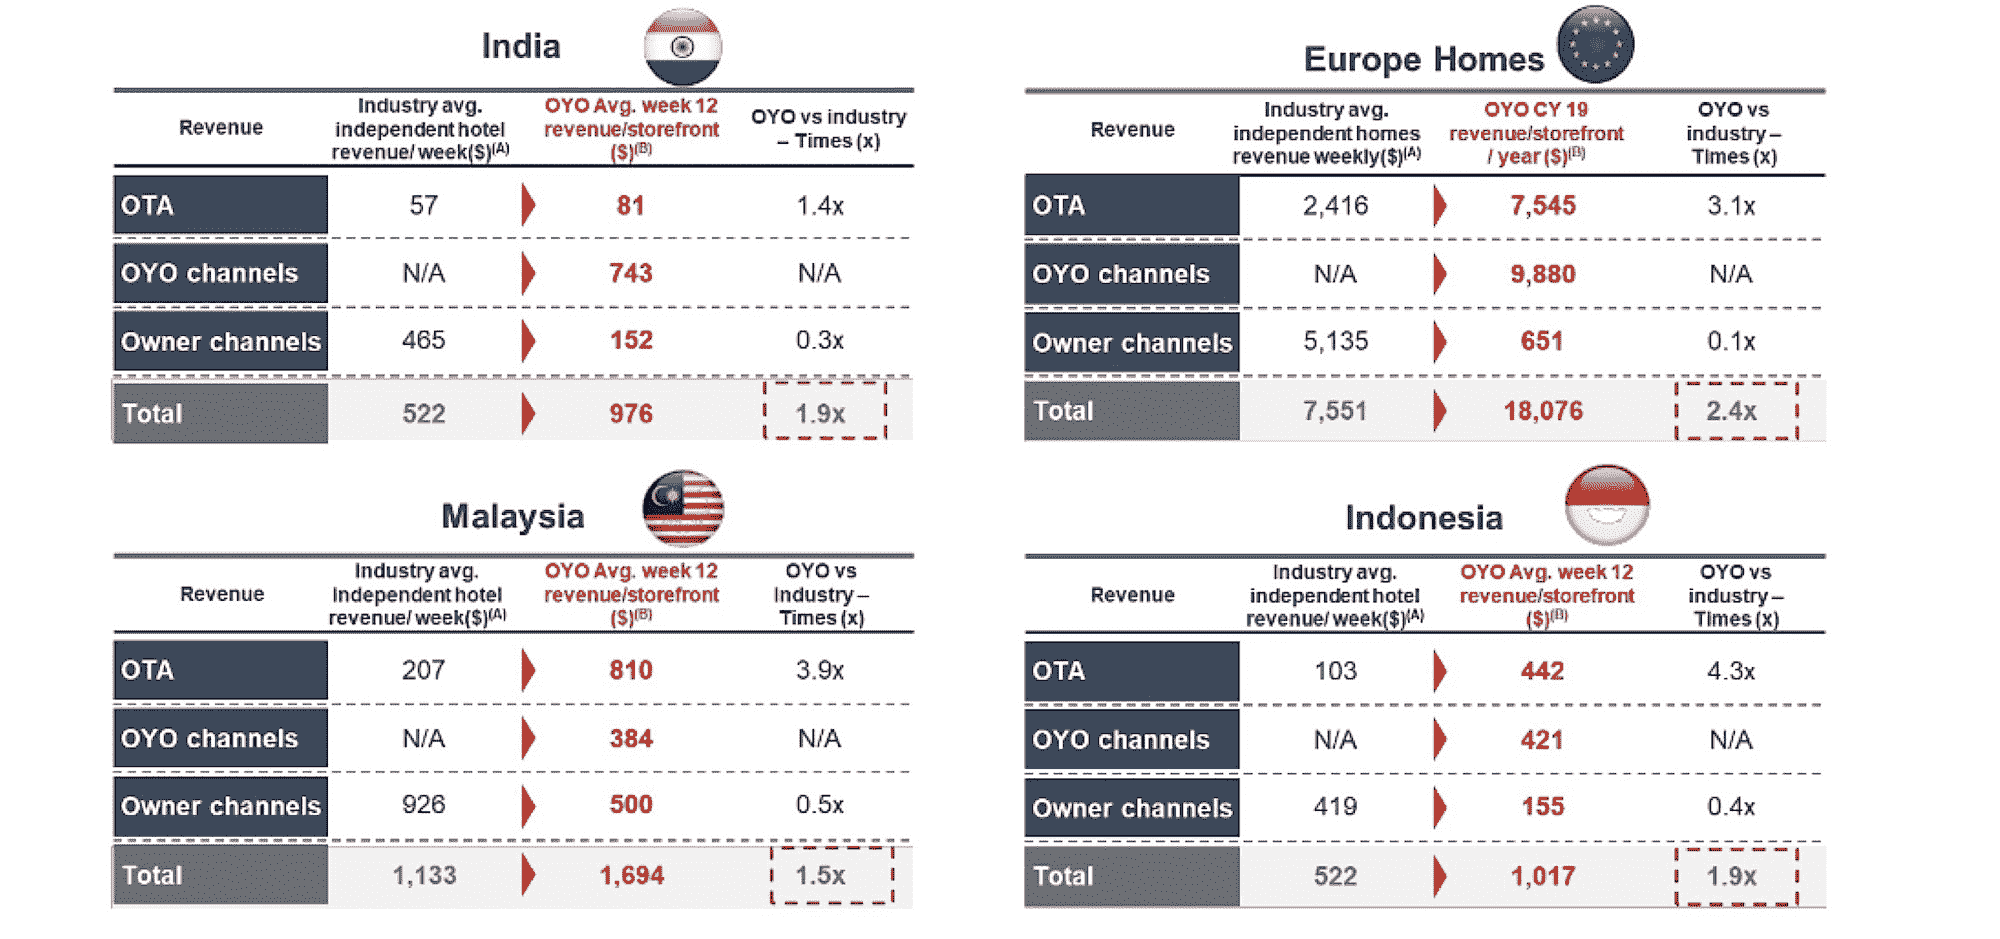 India
Revenue
Industry avg.
independent hotel
revenue/ week($)(A)
OYO Avg. week 12
revenue/storefront
($)(B)
OYO vs industry
– Times (x)
OTA 57 81 1.4x
OYO channels N/A 743 N/A
Owner channels 465 152 0.3x
Total 522 976 1.9x
Europe Homes
Revenue
Industry avg.
independent homes
revenue weekly($)(A)
OYO CY 19
revenue/storefront
/ year ($)(B)
OYO vs
industry –
Times (x)
OTA 2,416 7,545 3.1x
OYO channels N/A 9,880 N/A
Owner channels 5,135 651 0.1x
Total 7,551 18,076 2.4x
Malaysia
Revenue
Industry avg.
Independent hotel
revenue/ week($)(A)
OYO Avg. week 12
revenue/storefront
($)(B)
OYO vs
Industry –
Times (x)
OTA 207 810 3.9x
OYO channels N/A 384 N/A
Owner channels 926 500 0.5x
Total 1,133 1,694 1.5x
Indonesia
Revenue
Industry avg.
independent hotel
revenue/ week($)(A)
OYO Avg. week 12
revenue/storefront
($)(B)
OYO vs
industry –
Times (x)
OTA 103 442 4.3x
OYO channels N/A 421 N/A
Owner channels 419 155 0.4x
Total 522 1,017 1.9x